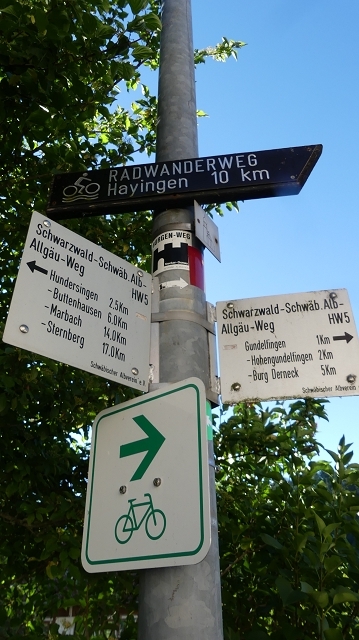 RADWANDERWEG
Hayingen 10 km
GEN-WEG
Schwarzwald-Schwäb.Alb-
Allgäu-Weg HW5
Hundersingen 2.5km
-Buttenhausen 6.0km
-Marbach 14.0km
-Sternberg 17.0km
Schwäbischer Albverein e.V.
Schwarzwald-Schwäb.Alb-
Allgäu-Weg HW5
Gundelfingen 1Km
-Hohengundelfingen 2Km
-Burg Derneck 5Km
Schwäbischer Albverein